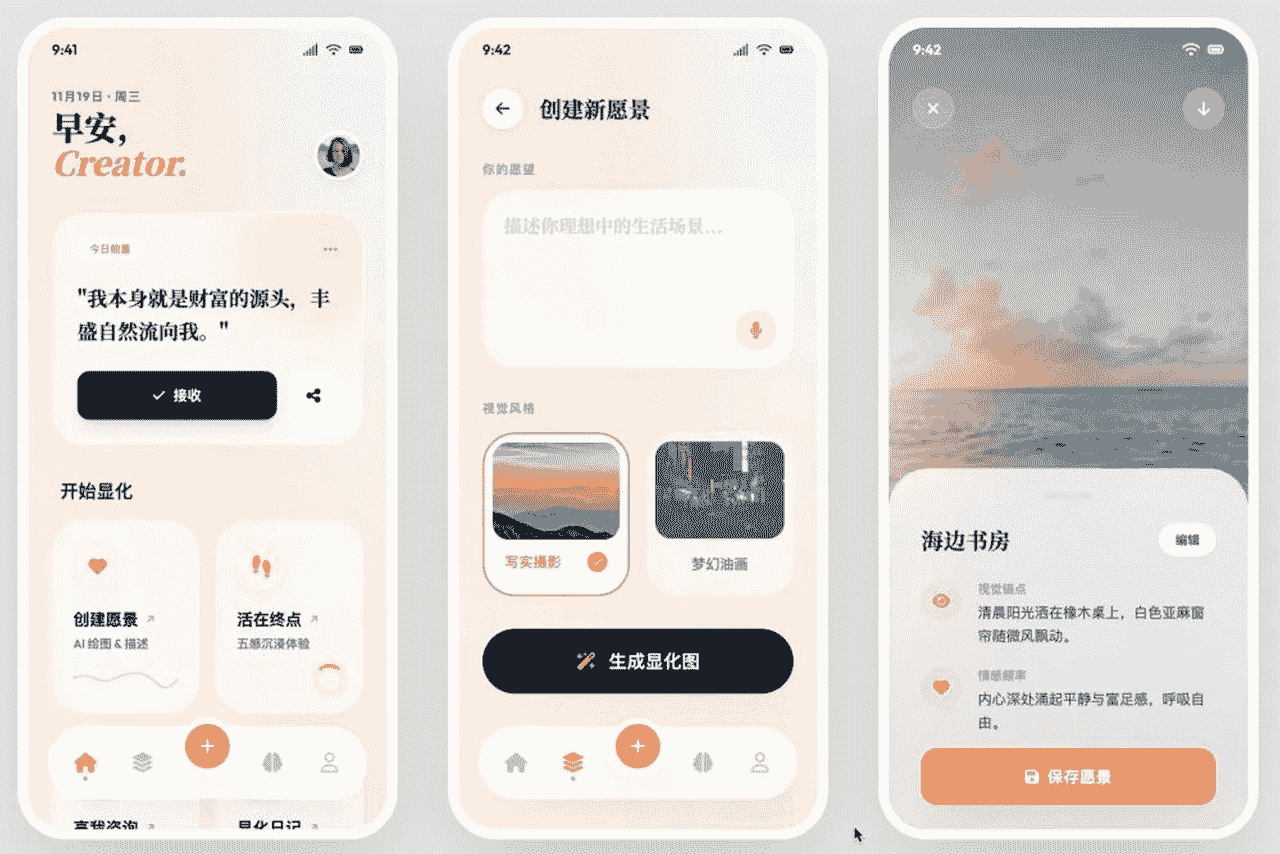 9:41
11月19日 · 周三
早安,
Creator.
今日能量
"我本身就是财富的源头，丰
盛自然流向我。"
接收
开始显化
创建愿景
AI 绘图 & 描述
活在终点
五感沉浸体验
高我咨询
显化日记
9:42
创建新愿景
你的愿望
描述你理想中的生活场景...
视觉风格
写实摄影
梦幻油画
生成显化图
9:42
海边书房
编辑
视觉锚点
清晨阳光洒在橡木桌上，白色亚麻窗
帘随微风飘动。
情感频率
内心深处涌起平静与富足感，呼吸自
由。
保存愿景